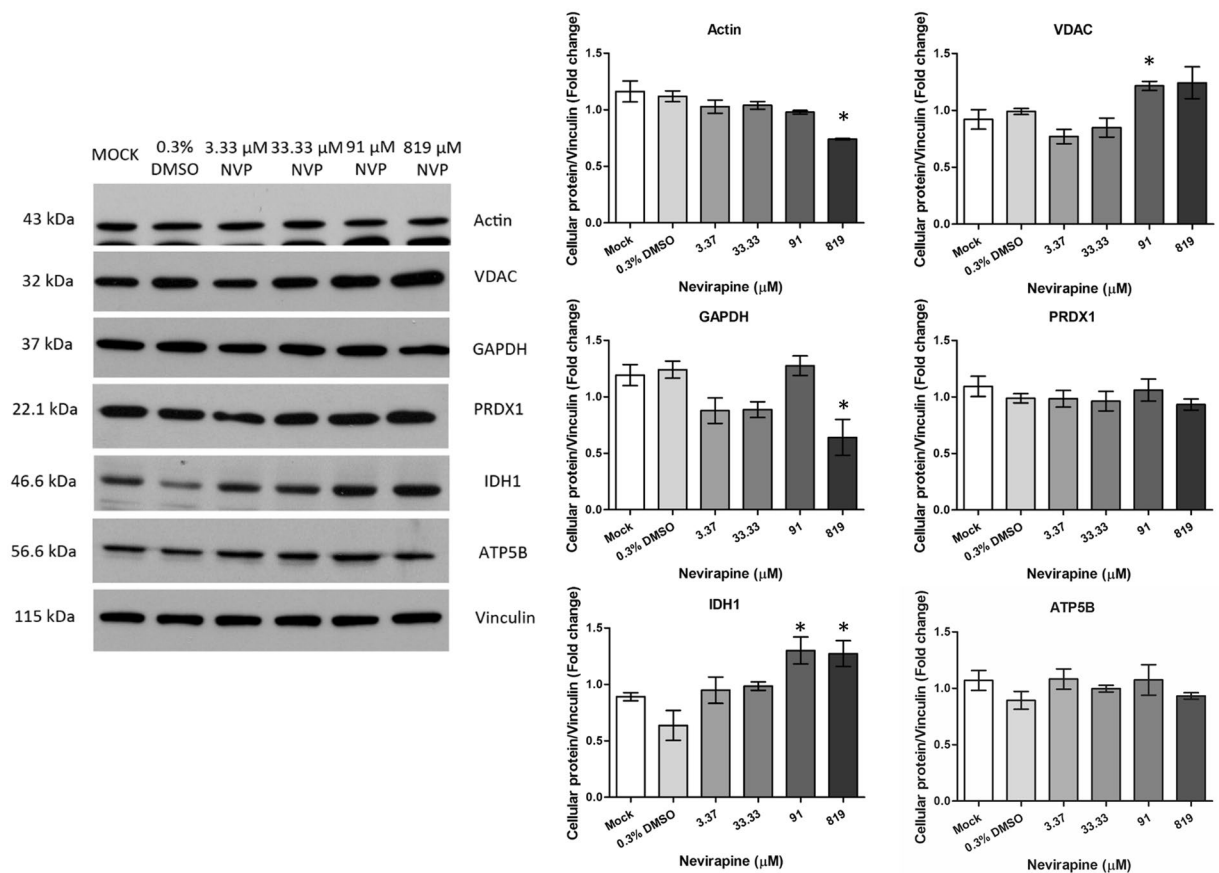 MOCK
0.3% DMSO
3.33 µM NVP
33.33 µM NVP
91 µM NVP
819 µM NVP
43 kDa
Actin
32 kDa
VDAC
37 kDa
GAPDH
22.1 kDa
PRDX1
46.6 kDa
IDH1
56.6 kDa
ATP5B
115 kDa
Vinculin
Actin
Cellular protein/Vinculin (Fold change)
1.5
1.0
0.5
0.0
*
Mock
0.3% DMSO
3.37
33.33
91
819
Nevirapine (µM)
VDAC
Cellular protein/Vinculin (Fold change)
1.5
1.0
0.5
0.0
*
Mock
0.3% DMSO
3.37
33.33
91
819
Nevirapine (µM)
GAPDH
Cellular protein/Vinculin (Fold change)
1.5
1.0
0.5
0.0
*
Mock
0.3% DMSO
3.37
33.33
91
819
Nevirapine (µM)
PRDX1
Cellular protein/Vinculin (Fold change)
1.5
1.0
0.5
0.0
Mock
0.3% DMSO
3.37
33.33
91
819
Nevirapine (µM)
IDH1
Cellular protein/Vinculin (Fold change)
1.5
1.0
0.5
0.0
*
*
Mock
0.3% DMSO
3.37
33.33
91
819
Nevirapine (µM)
ATP5B
Cellular protein/Vinculin (Fold change)
1.5
1.0
0.5
0.0
Mock
0.3% DMSO
3.37
33.33
91
819
Nevirapine (µM)